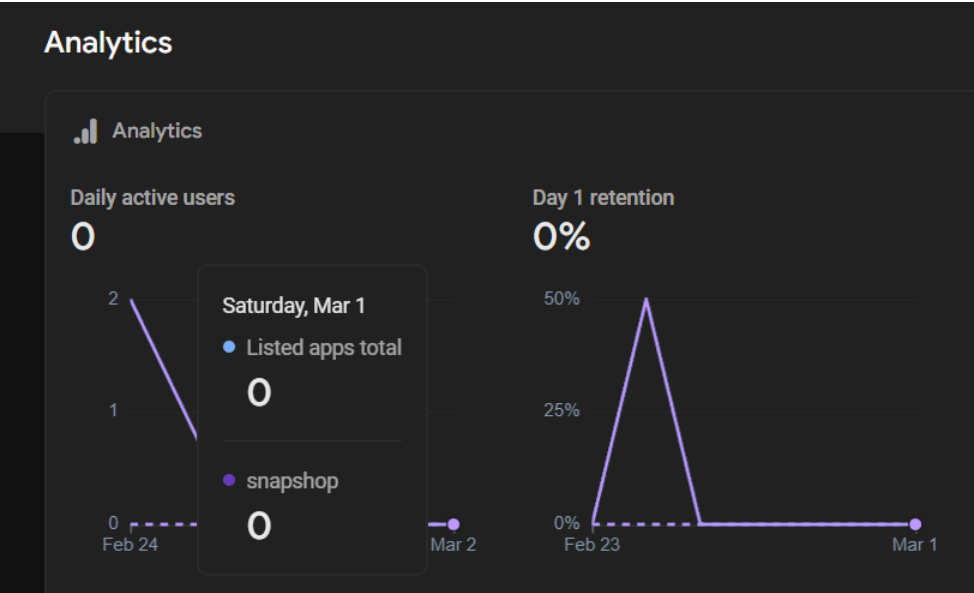 Analytics
Analytics
Daily active users
0
2
1
0
Feb 24
Mar 2
Saturday, Mar 1
Listed apps total
0
snapshop
0
Day 1 retention
0%
50%
25%
0%
Feb 23
Mar 1